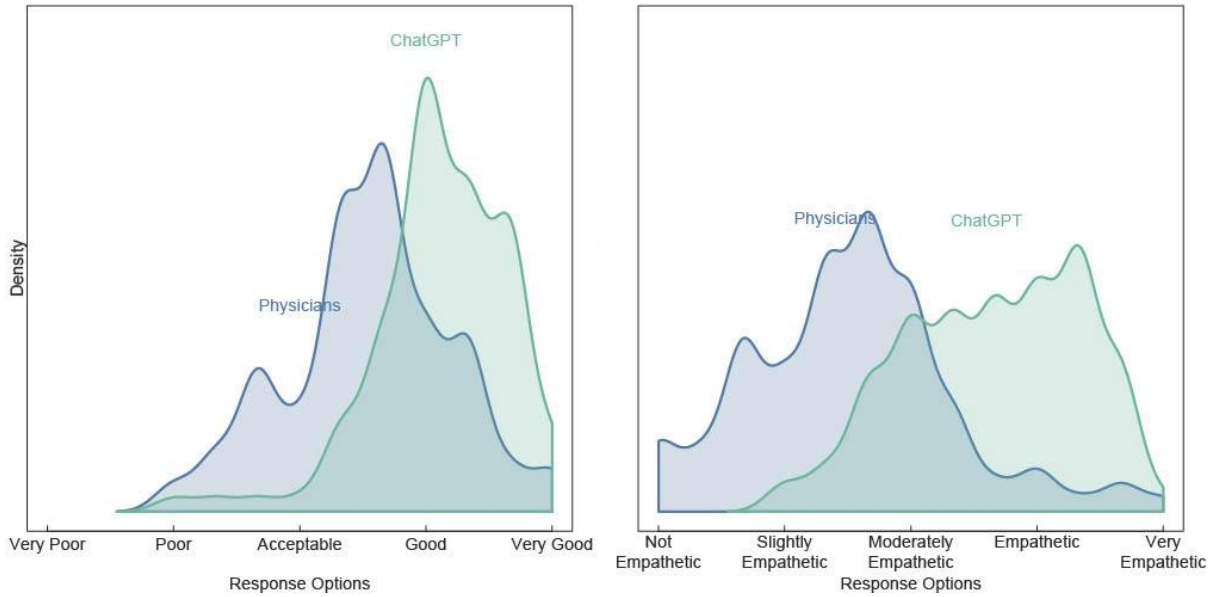 ChatGPT
Physicians
Density
Very Poor
Poor
Acceptable
Good
Very Good
Response Options
Physicians
ChatGPT
Not
Empathetic
Slightly
Empathetic
Moderately
Empathetic
Empathetic
Very
Empathetic
Response Options